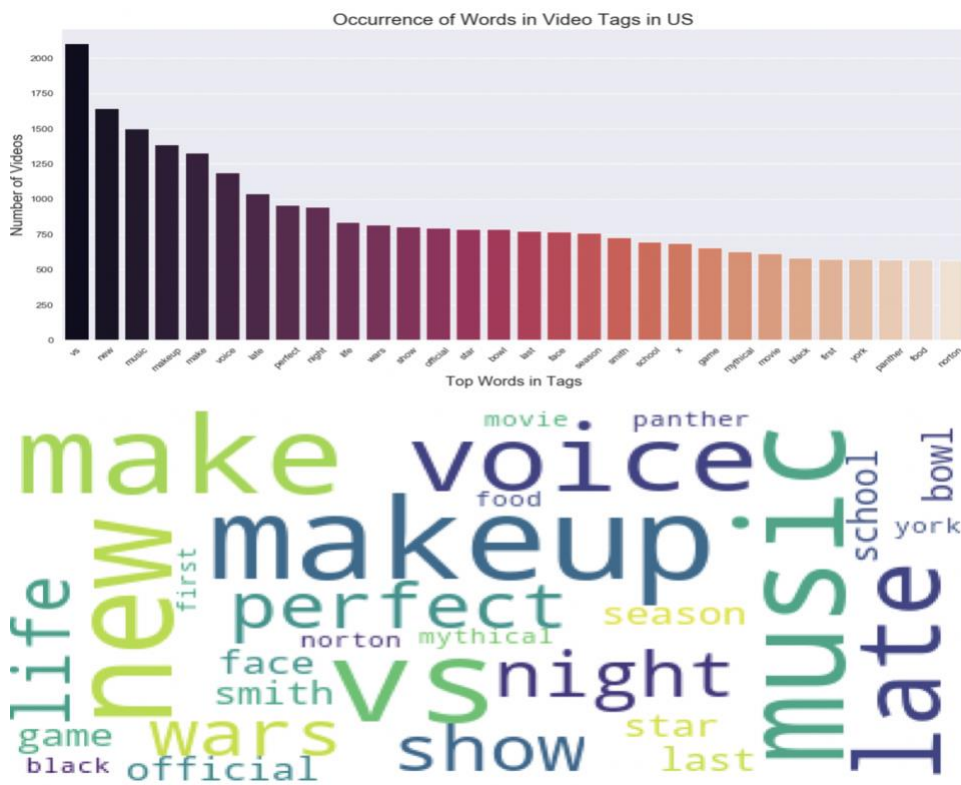 Occurrence of Words in Video Tags in US
Number of Videos
2000
1750
1500
1250
1000
750
500
250
0
vs new music makeup make voice late perfect night life wars show official star bowl last face season smith school x game mythical movie black first york panther food norton
Top Words in Tags
movie panther
make voice music school bowl
food
makeup york
new first
life perfect season late
norton mythical
face vs night
smith
game wars show star
black official last